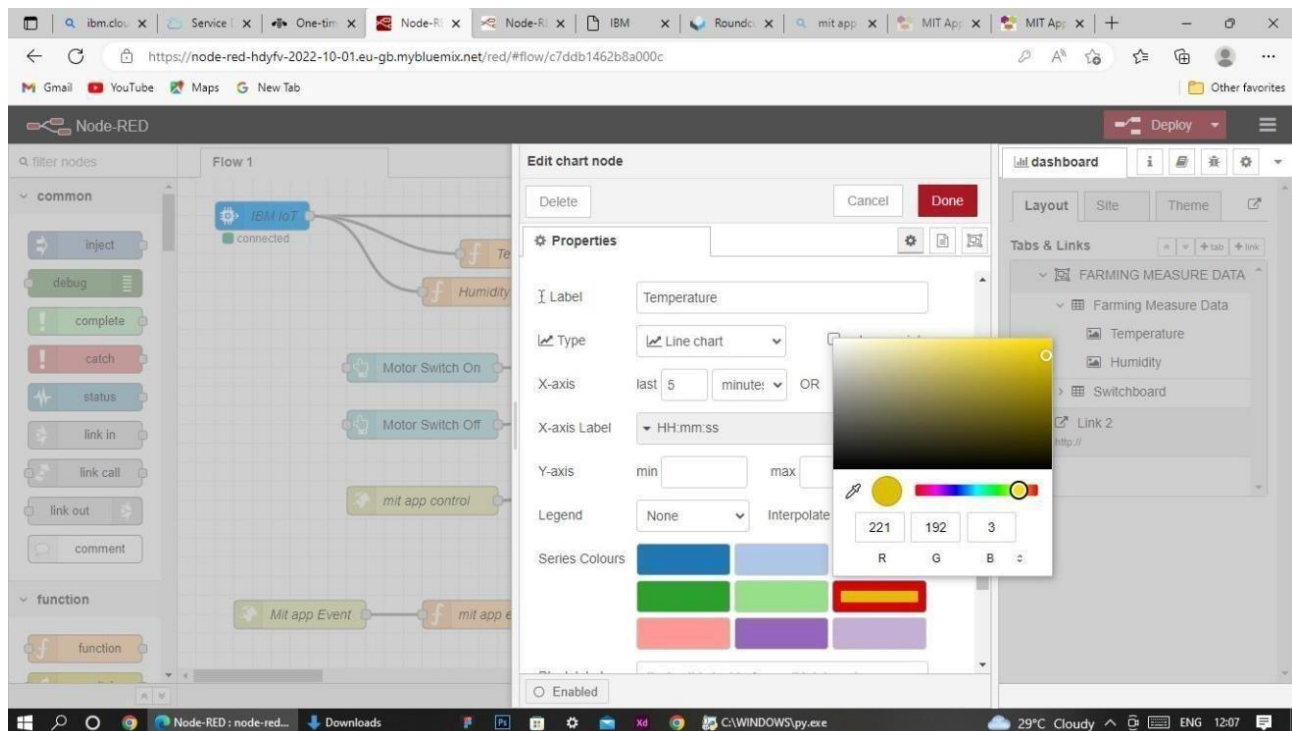 ibm.clou
Service
One-tim
Node-R
Node-R
IBM
Roundc
mit app
MIT Ap
MIT Ap
https://node-red-hdyfv-2022-10-01.eu-gb.mybluemix.net/red/#flow/c7ddb1462b8a000c
Gmail
YouTube
Maps
New Tab
Other favorites
Node-RED
Deploy
filter nodes
common
inject
debug
complete
catch
status
link in
link call
link out
comment
function
function
Flow 1
IBM IoT
connected
Te
Humidity
Motor Switch On
Motor Switch Off
mit app control
Mit app Event
mit app e
Edit chart node
Delete
Cancel
Done
Properties
Label
Temperature
Type
Line chart
X-axis
last 5 minutes OR
X-axis Label
HH:mm:ss
Y-axis
min
max
Legend
None
Interpolate
Series Colours
221 192 3
R G B
Enabled
dashboard
Layout
Site
Theme
Tabs & Links
+ tab
+ link
FARMING MEASURE DATA
Farming Measure Data
Temperature
Humidity
Switchboard
Link 2
http://
Node-RED : node-red...
Downloads
Ps
Xd
C:\WINDOWS\py.exe
29°C Cloudy
ENG
12:07